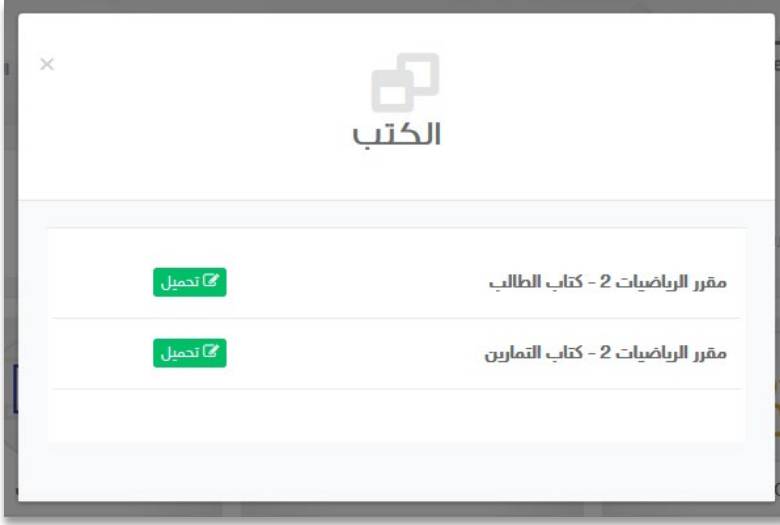 الكتب
مقرر الرياضيات 2 - كتاب الطالب
تحميل
مقرر الرياضيات 2 - كتاب التمارين
تحميل